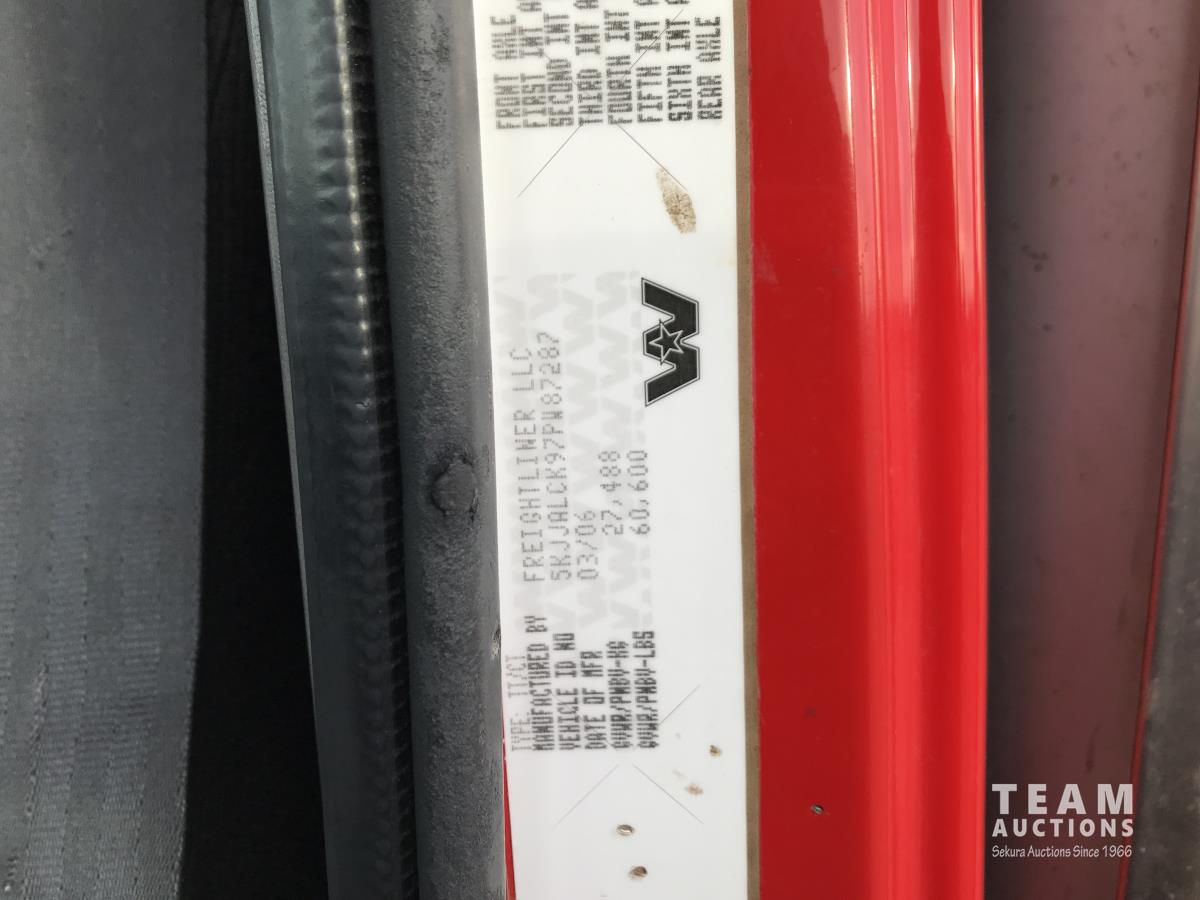 TYPE: TT/CT
MANUFACTURED BY FREIGHTLINER LLC
VEHICLE ID NO 5KJJALCK97PW87287
DATE OF MFR 03/06
GVWR/PNBV-KG 27,488
GVWR/PNBV-LBS 60,600
FRONT AXLE
FIRST INT
SECOND INT
THIRD INT
FOURTH INT
FIFTH INT
SIXTH INT
REAR AXLE
TEAM
AUCTIONS
Sekura Auctions Since 1966